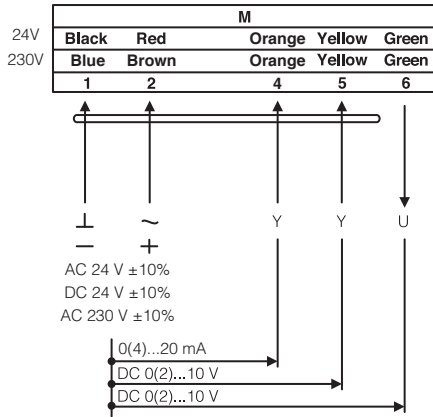 M
24V Black Red Orange Yellow Green
230V Blue Brown Orange Yellow Green
1 2 4 5 6
⊥ ~ Y Y U
− +
AC 24 V ±10%
DC 24 V ±10%
AC 230 V ±10%
0(4)...20 mA
DC 0(2)...10 V
DC 0(2)...10 V